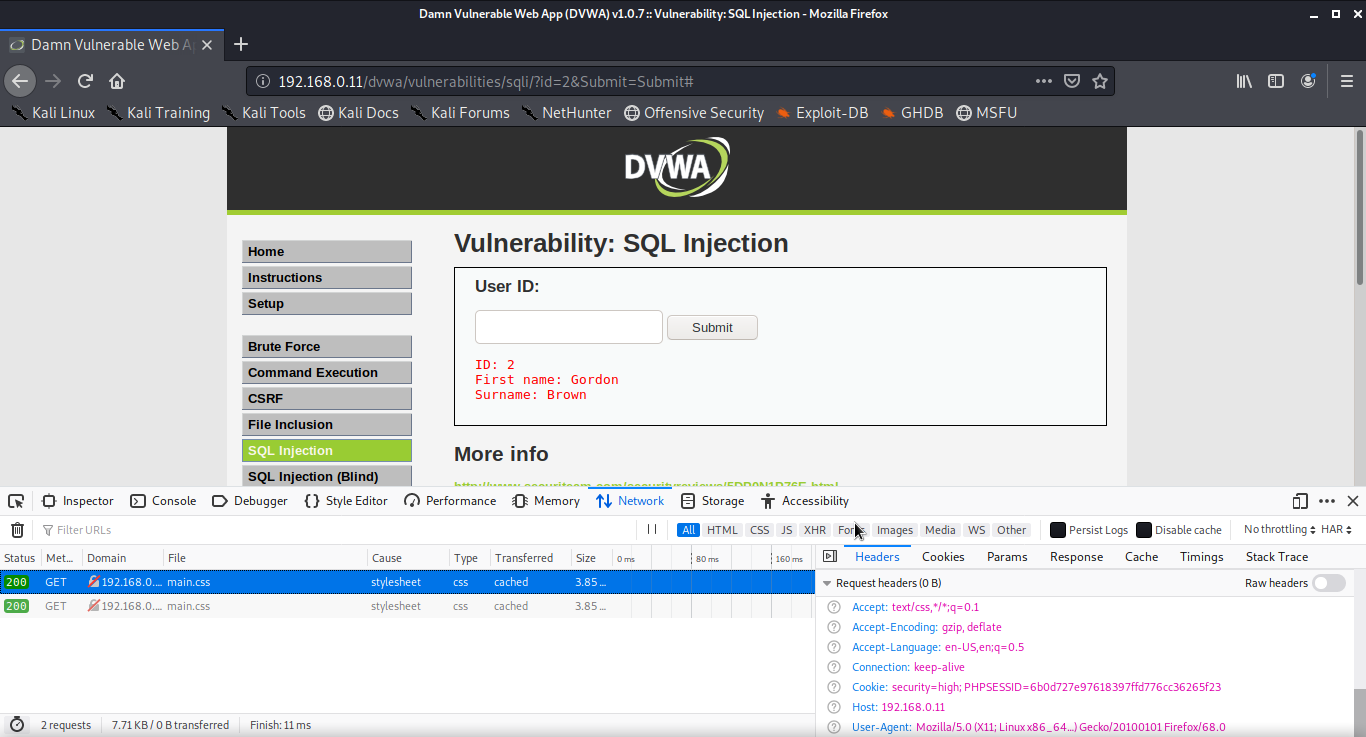 Damn Vulnerable Web App (DVWA) v1.0.7 :: Vulnerability: SQL Injection - Mozilla Firefox
Damn Vulnerable Web A
192.168.0.11/dvwa/vulnerabilities/sqli/?id=2&Submit=Submit#
Kali Linux Kali Training Kali Tools Kali Docs Kali Forums NetHunter Offensive Security Exploit-DB GHDB MSFU
DVWA
Vulnerability: SQL Injection
Home
Instructions
Setup
Brute Force
Command Execution
CSRF
File Inclusion
SQL Injection
SQL Injection (Blind)
User ID:
Submit
ID: 2
First name: Gordon
Surname: Brown
More info
Inspector Console Debugger Style Editor Performance Memory Network Storage Accessibility
Filter URLs All HTML CSS JS XHR Images Media WS Other Persist Logs Disable cache No throttling HAR
Status Met... Domain File Cause Type Transferred Size 0 ms 80 ms 160 ms
200 GET 192.168.0.... main.css stylesheet css cached 3.85 ...
200 GET 192.168.0.... main.css stylesheet css cached 3.85 ...
2 requests 7.71 KB / 0 B transferred Finish: 11 ms
Headers Cookies Params Response Cache Timings Stack Trace
Request headers (0 B) Raw headers
Accept: text/css,*/*;q=0.1
Accept-Encoding: gzip, deflate
Accept-Language: en-US,en;q=0.5
Connection: keep-alive
Cookie: security=high; PHPSESSID=6b0d727e97618397ffd776cc36265f23
Host: 192.168.0.11
User-Agent: Mozilla/5.0 (X11; Linux x86_64...) Gecko/20100101 Firefox/68.0